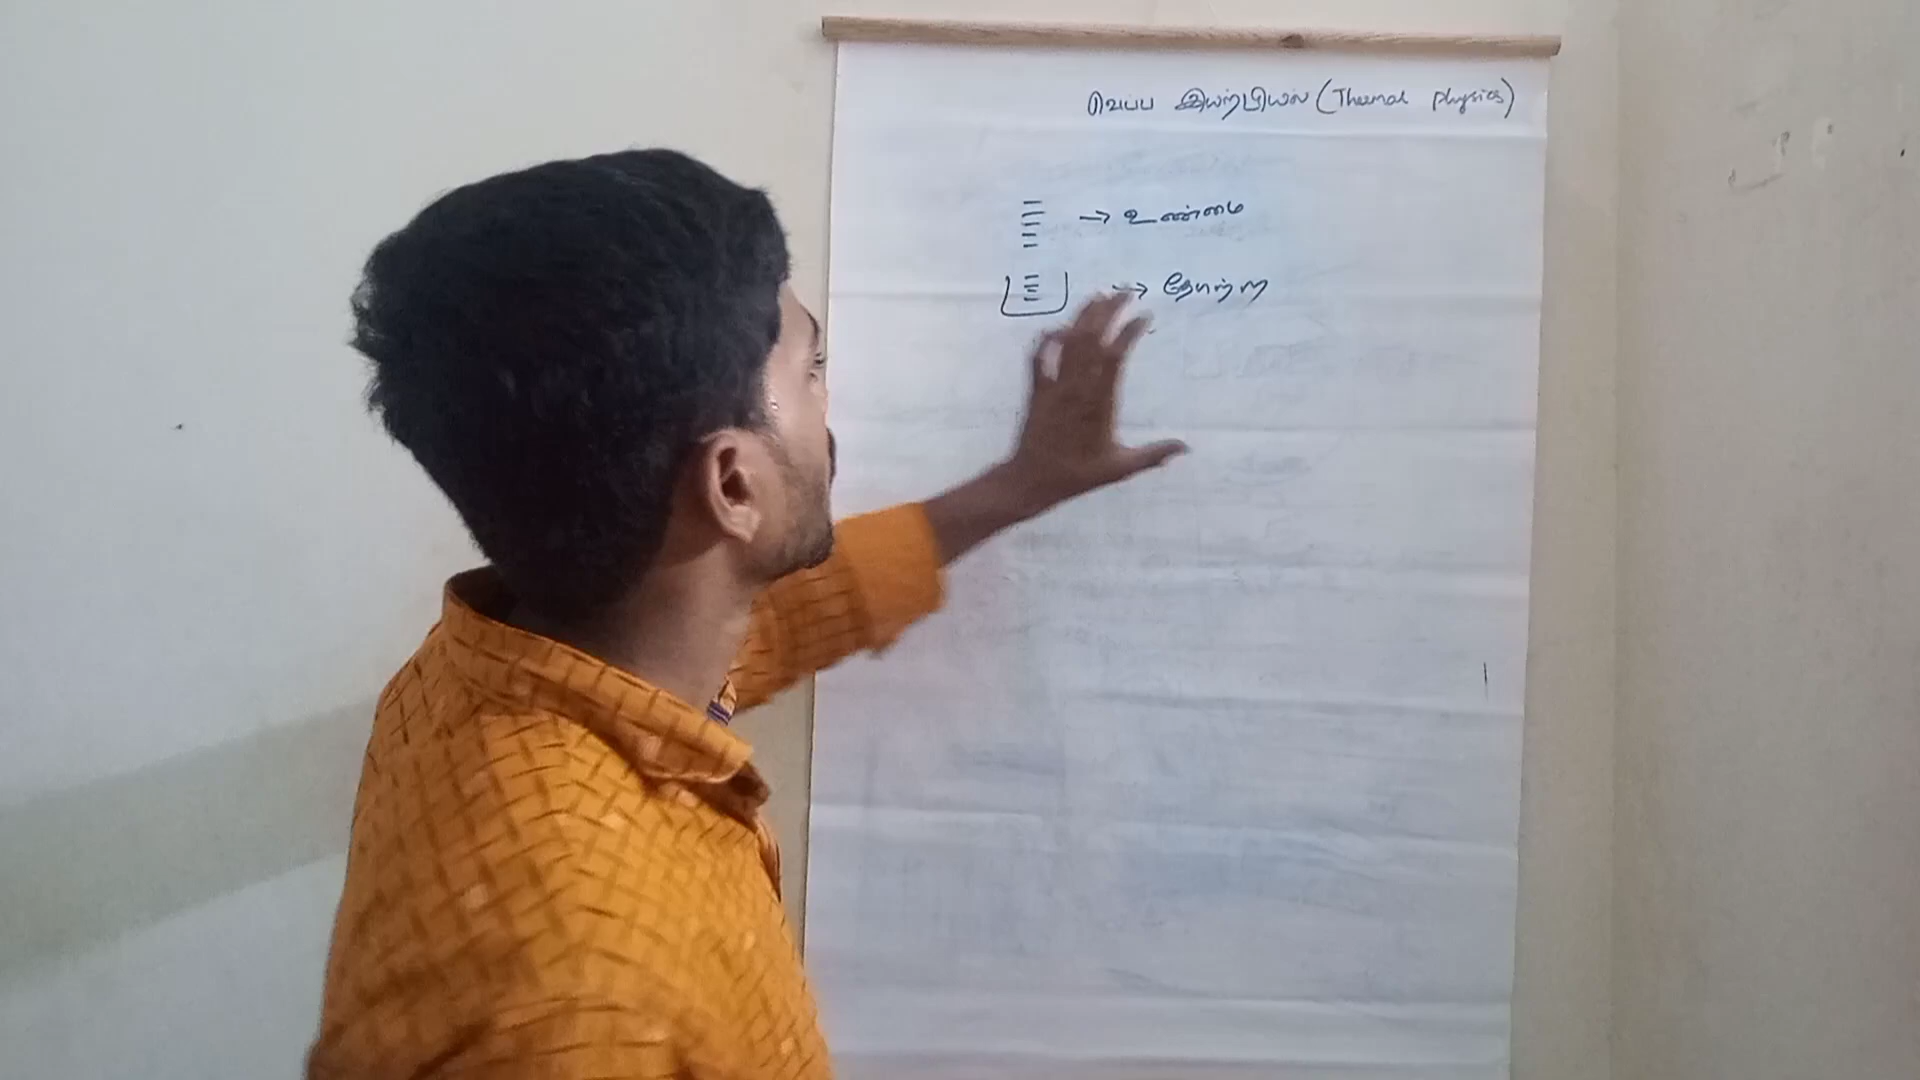 வெப்ப இயற்பியல் (Thermal Physics)
→ உண்மை
→ தோற்ற